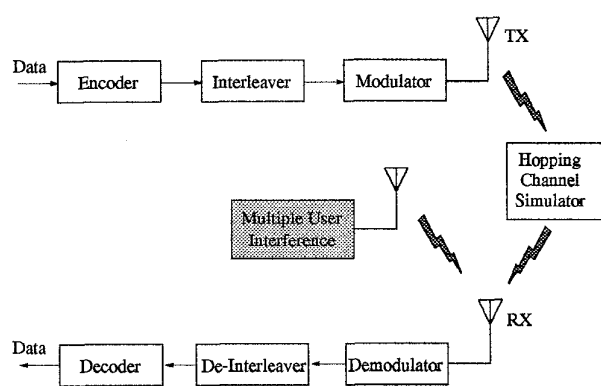 TX
Data
Encoder
Interleaver
Modulator
Hopping
Channel
Simulator
Multiple User
Interference
RX
Data
Decoder
De-Interleaver
Demodulator